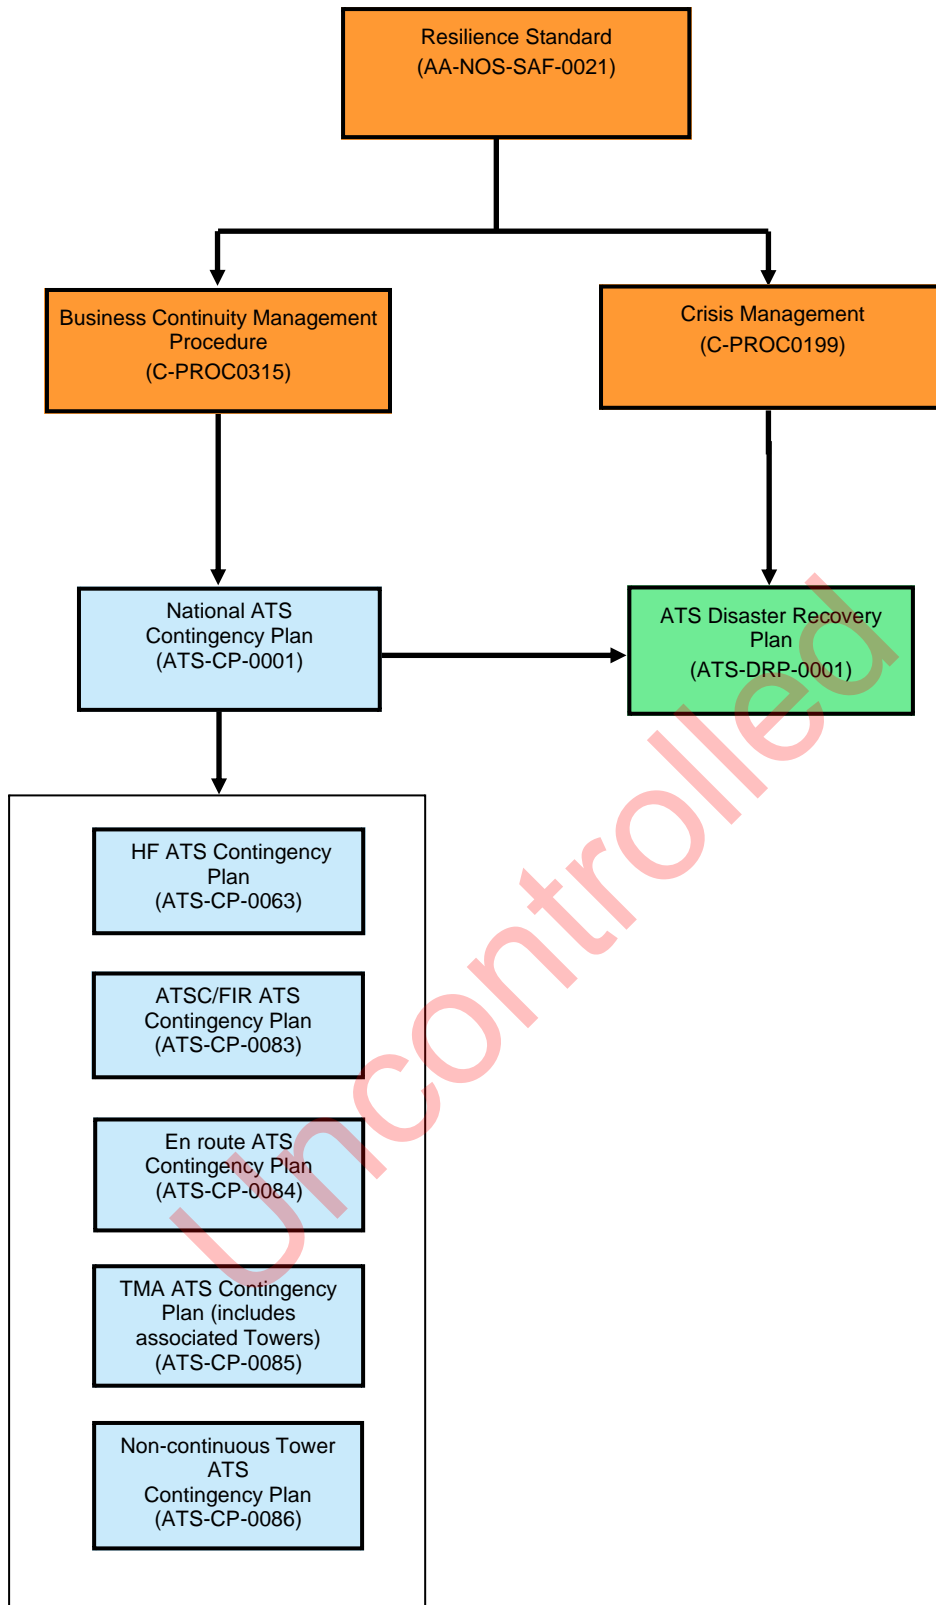 Resilience Standard
(AA-NOS-SAF-0021)
Business Continuity Management
Procedure
(C-PROC0315)
Crisis Management
(C-PROC0199)
National ATS
Contingency Plan
(ATS-CP-0001)
ATS Disaster Recovery
Plan
(ATS-DRP-0001)
HF ATS Contingency
Plan
(ATS-CP-0063)
ATSC/FIR ATS
Contingency Plan
(ATS-CP-0083)
En route ATS
Contingency Plan
(ATS-CP-0084)
TMA ATS Contingency
Plan (includes
associated Towers)
(ATS-CP-0085)
Non-continuous Tower
ATS
Contingency Plan
(ATS-CP-0086)
Uncontrolled